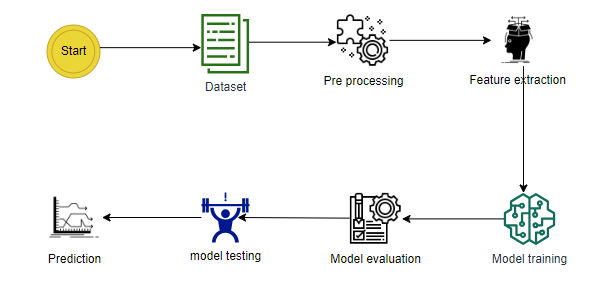 Start
Dataset
Pre processing
Feature extraction
Prediction
model testing
Model evaluation
Model training